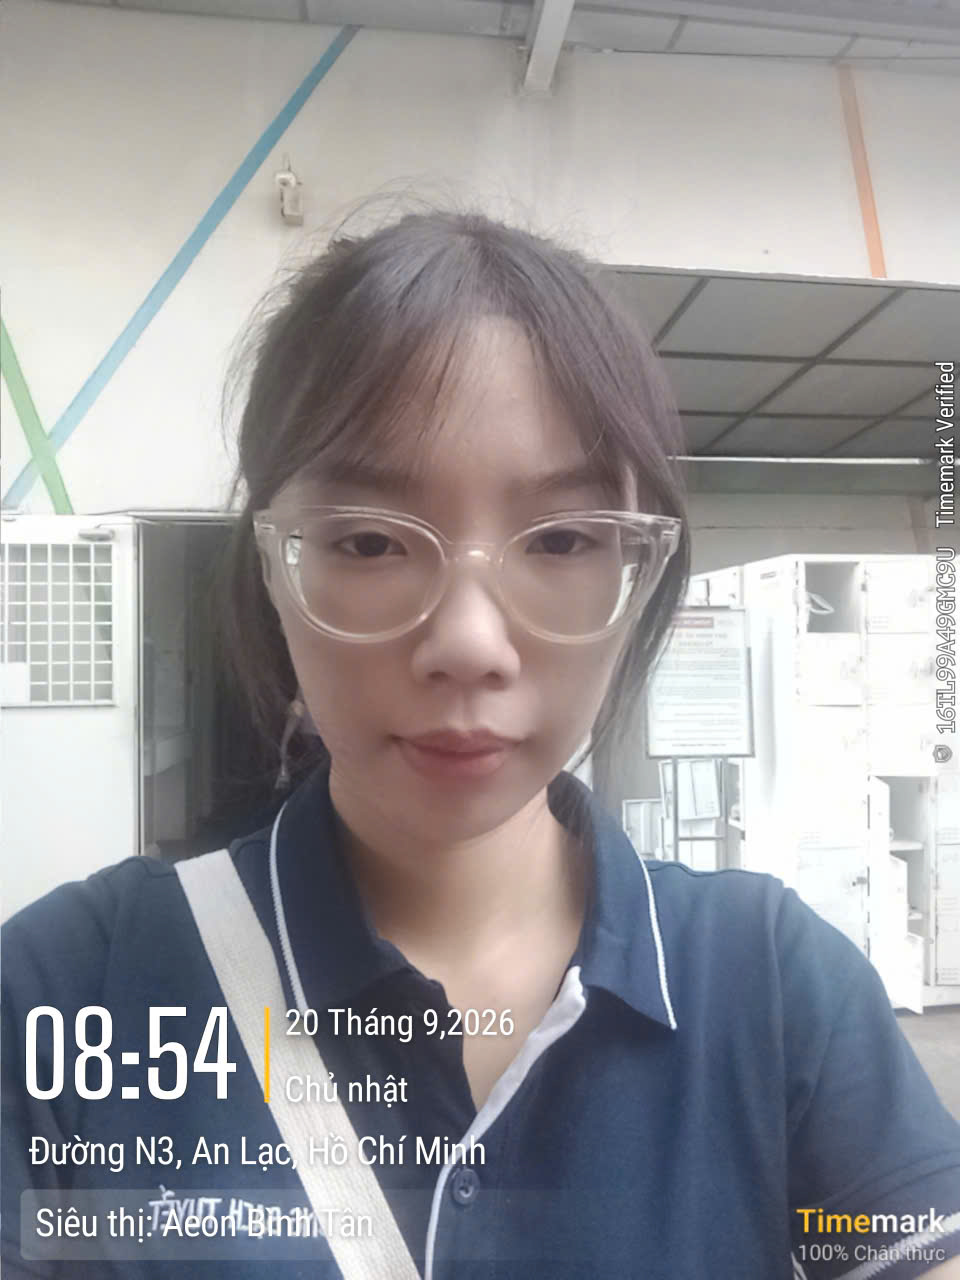 08:54
20 Tháng 9,2026
Chủ nhật
Đường N3, An Lạc, Hồ Chí Minh
Siêu thị: Aeon Bình Tân
Timemark
100% Chân thực
16IL99A49GMC9U Timemark Verified